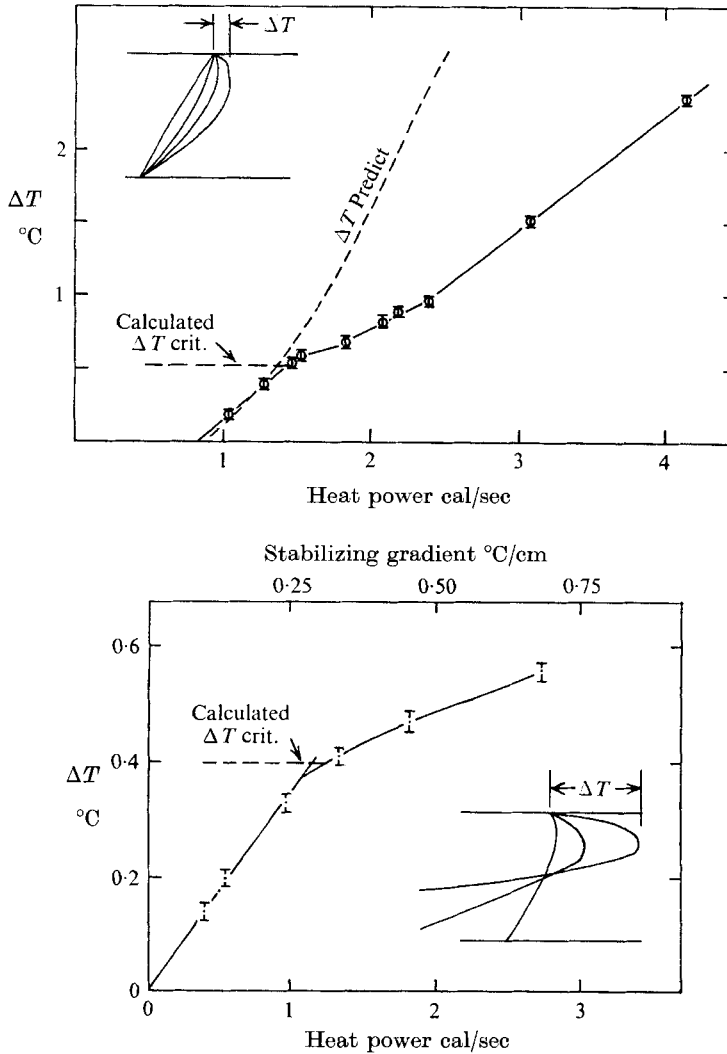 ΔT
2
ΔT
°C
1
ΔT Predict
Calculated
ΔT crit.
1 2 3 4
Heat power cal/sec
Stabilizing gradient °C/cm
0·25 0·50 0·75
0·6
Calculated
ΔT crit.
0·4
ΔT
°C
ΔT
0·2
0
0 1 2 3
Heat power cal/sec